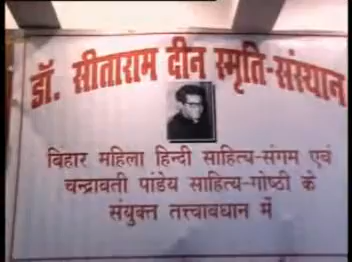 डॉ. सीताराम दीन स्मृति-संस्थान
बिहार महिला हिन्दी साहित्य-संगम एवं
चन्द्रावती पांडेय साहित्य-गोष्ठी के
संयुक्त तत्त्वावधान में